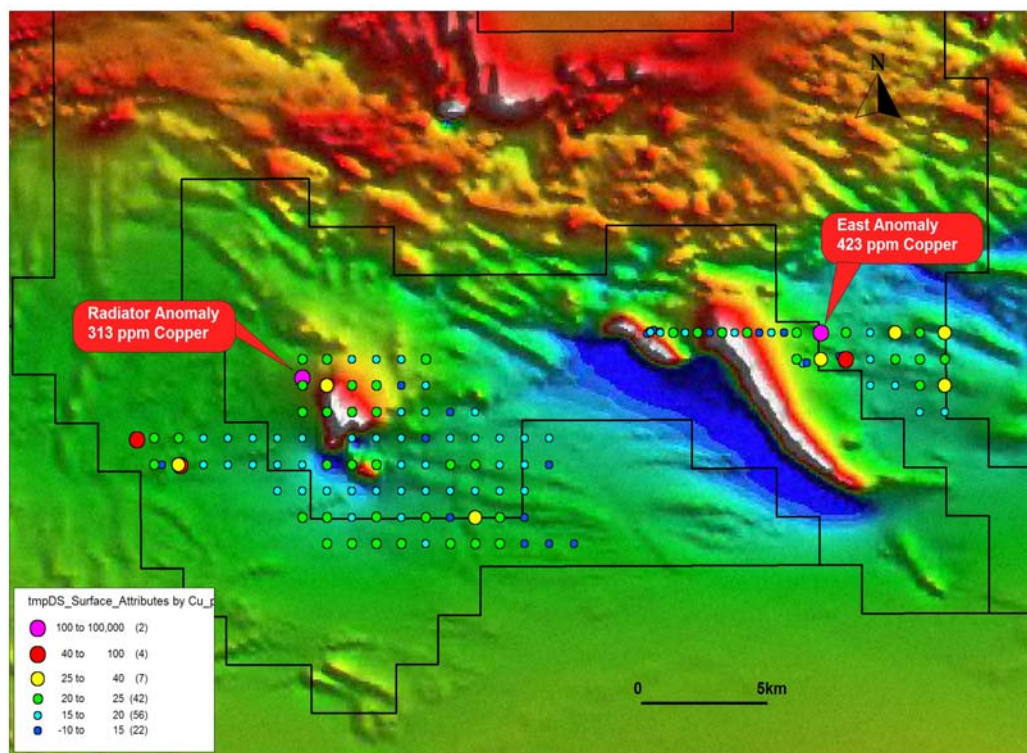 N
East Anomaly
423 ppm Copper
Radiator Anomaly
313 ppm Copper
tmpDS_Surface_Attributes by Cu_p
100 to 100,000 (2)
40 to 100 (4)
25 to 40 (7)
20 to 25 (42)
15 to 20 (56)
-10 to 15 (22)
0 5km